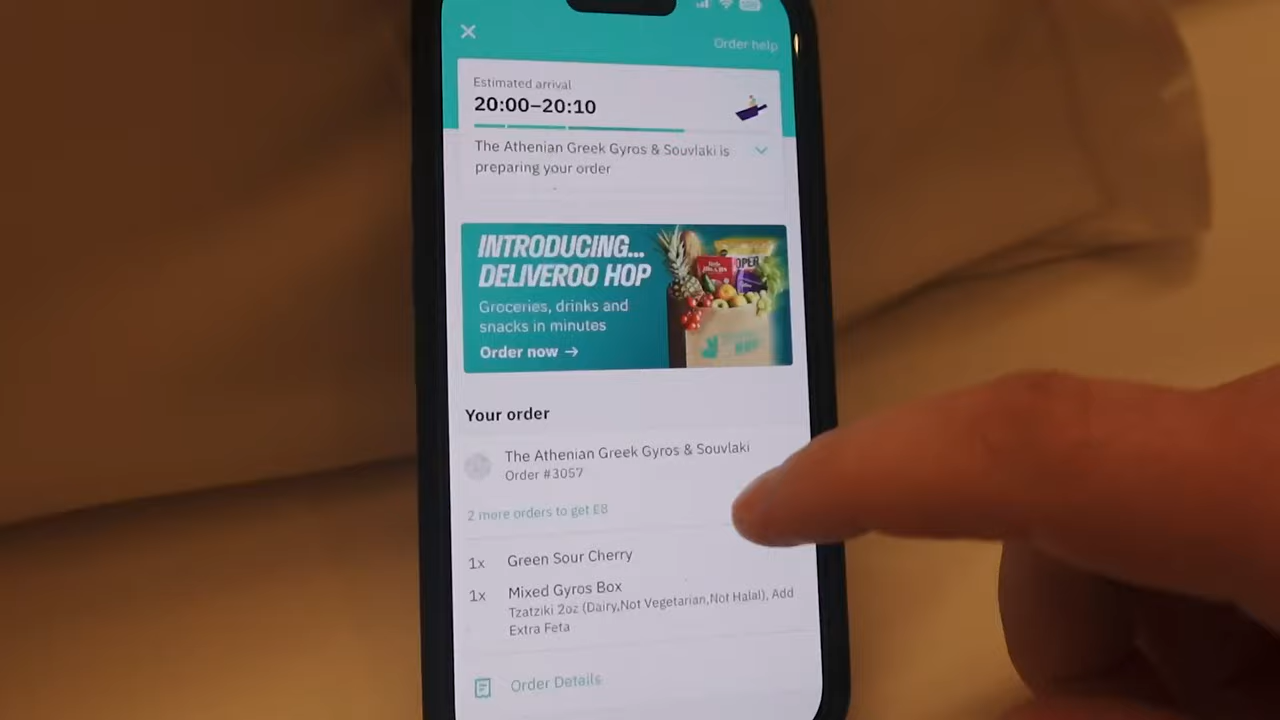 Order help
Estimated arrival
20:00–20:10
The Athenian Greek Gyros & Souvlaki is
preparing your order
INTRODUCING...
DELIVEROO HOP
Groceries, drinks and
snacks in minutes
Order now →
Your order
The Athenian Greek Gyros & Souvlaki
Order #3057
2 more orders to get £8
1x Green Sour Cherry
1x Mixed Gyros Box
Tzatziki 2oz (Dairy,Not Vegetarian,Not Halal), Add
Extra Feta
Order Details